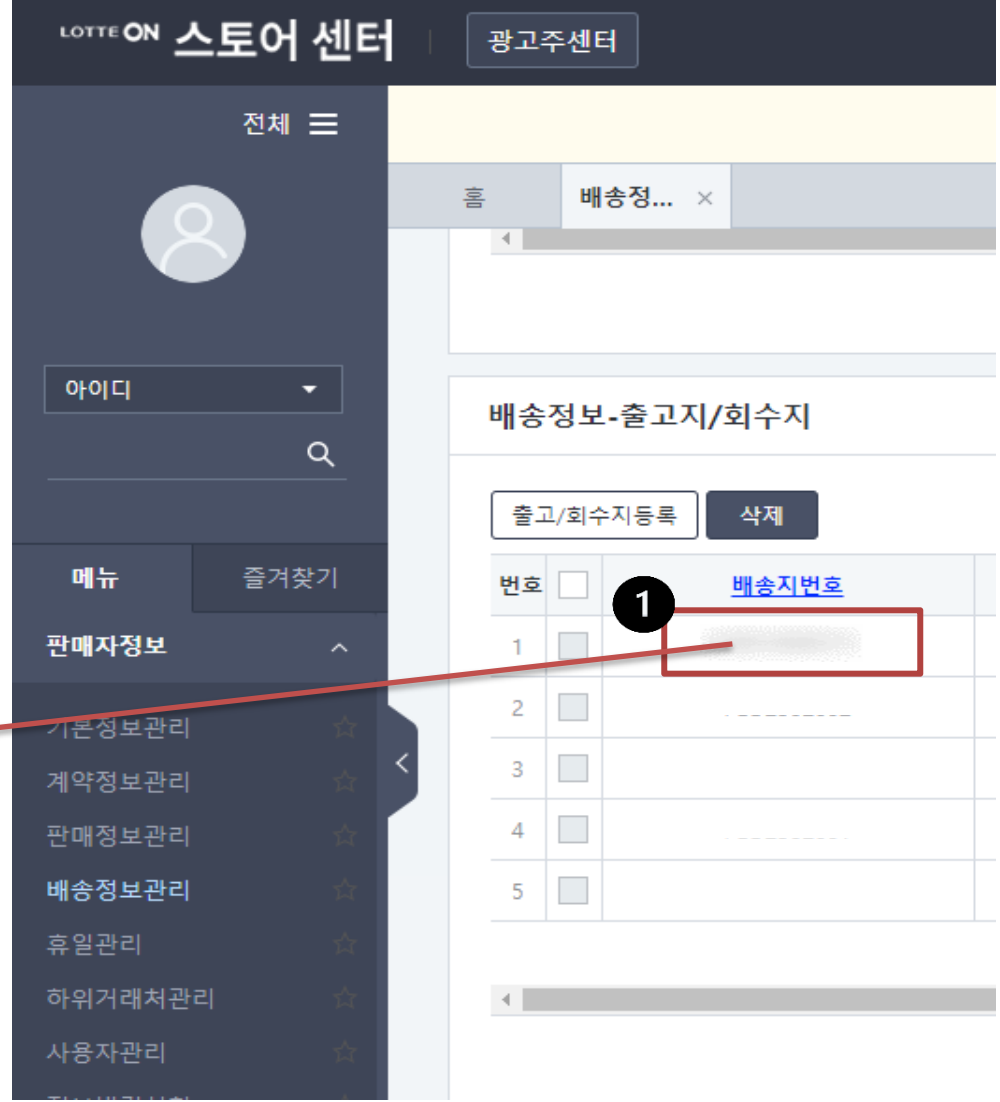 LOTTE ON 스토어 센터 광고주센터
전체
홈 배송정...
아이디
배송정보-출고지/회수지
출고/회수지등록 삭제
메뉴 즐겨찾기
번호 배송지번호
1
판매자정보
1
2
3
4
5
기본정보관리
계약정보관리
판매정보관리
배송정보관리
휴일관리
하위거래처관리
사용자관리